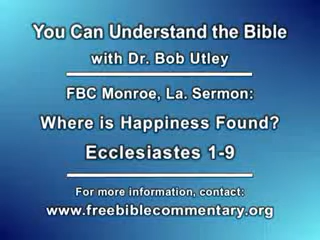 You Can Understand the Bible
with Dr. Bob Utley
FBC Monroe, La. Sermon:
Where is Happiness Found?
Ecclesiastes 1-9
For more information, contact:
www.freebiblecommentary.org